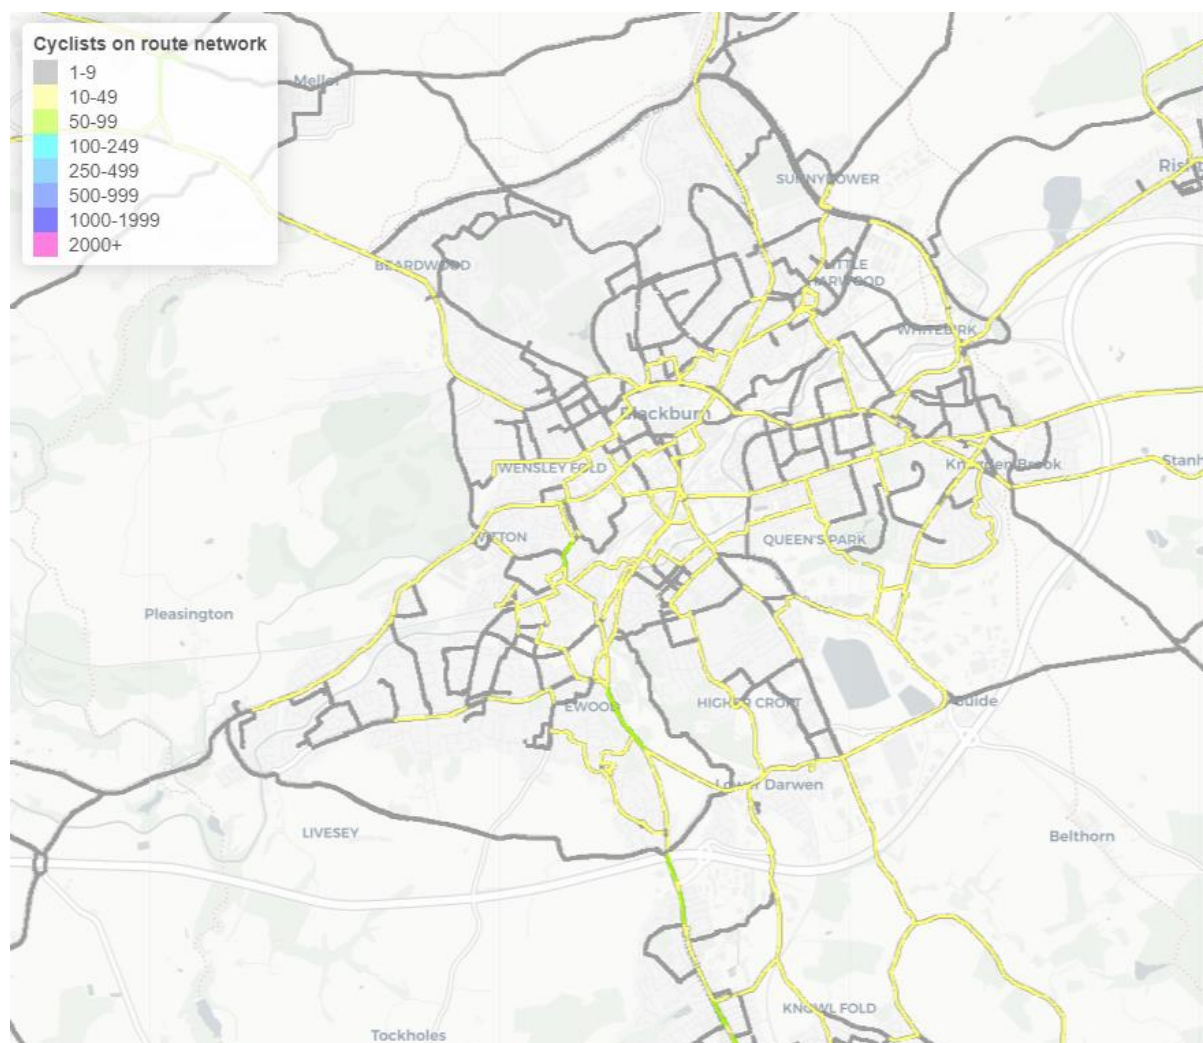 Cyclists on route network
1-9
10-49
50-99
100-249
250-499
500-999
1000-1999
2000+
Mellor
SUNNYBOWER
BEARDWOOD
LITTLE
HARWOOD
WHITEBIRK
Blackburn
WENSLEY FOLD
Knuzden Brook
Stanh
WITTON
QUEEN'S PARK
Pleasington
EWOOD
HIGHER CROFT
Guide
Lower Darwen
LIVESEY
Belthorn
KNOWL FOLD
Tockholes